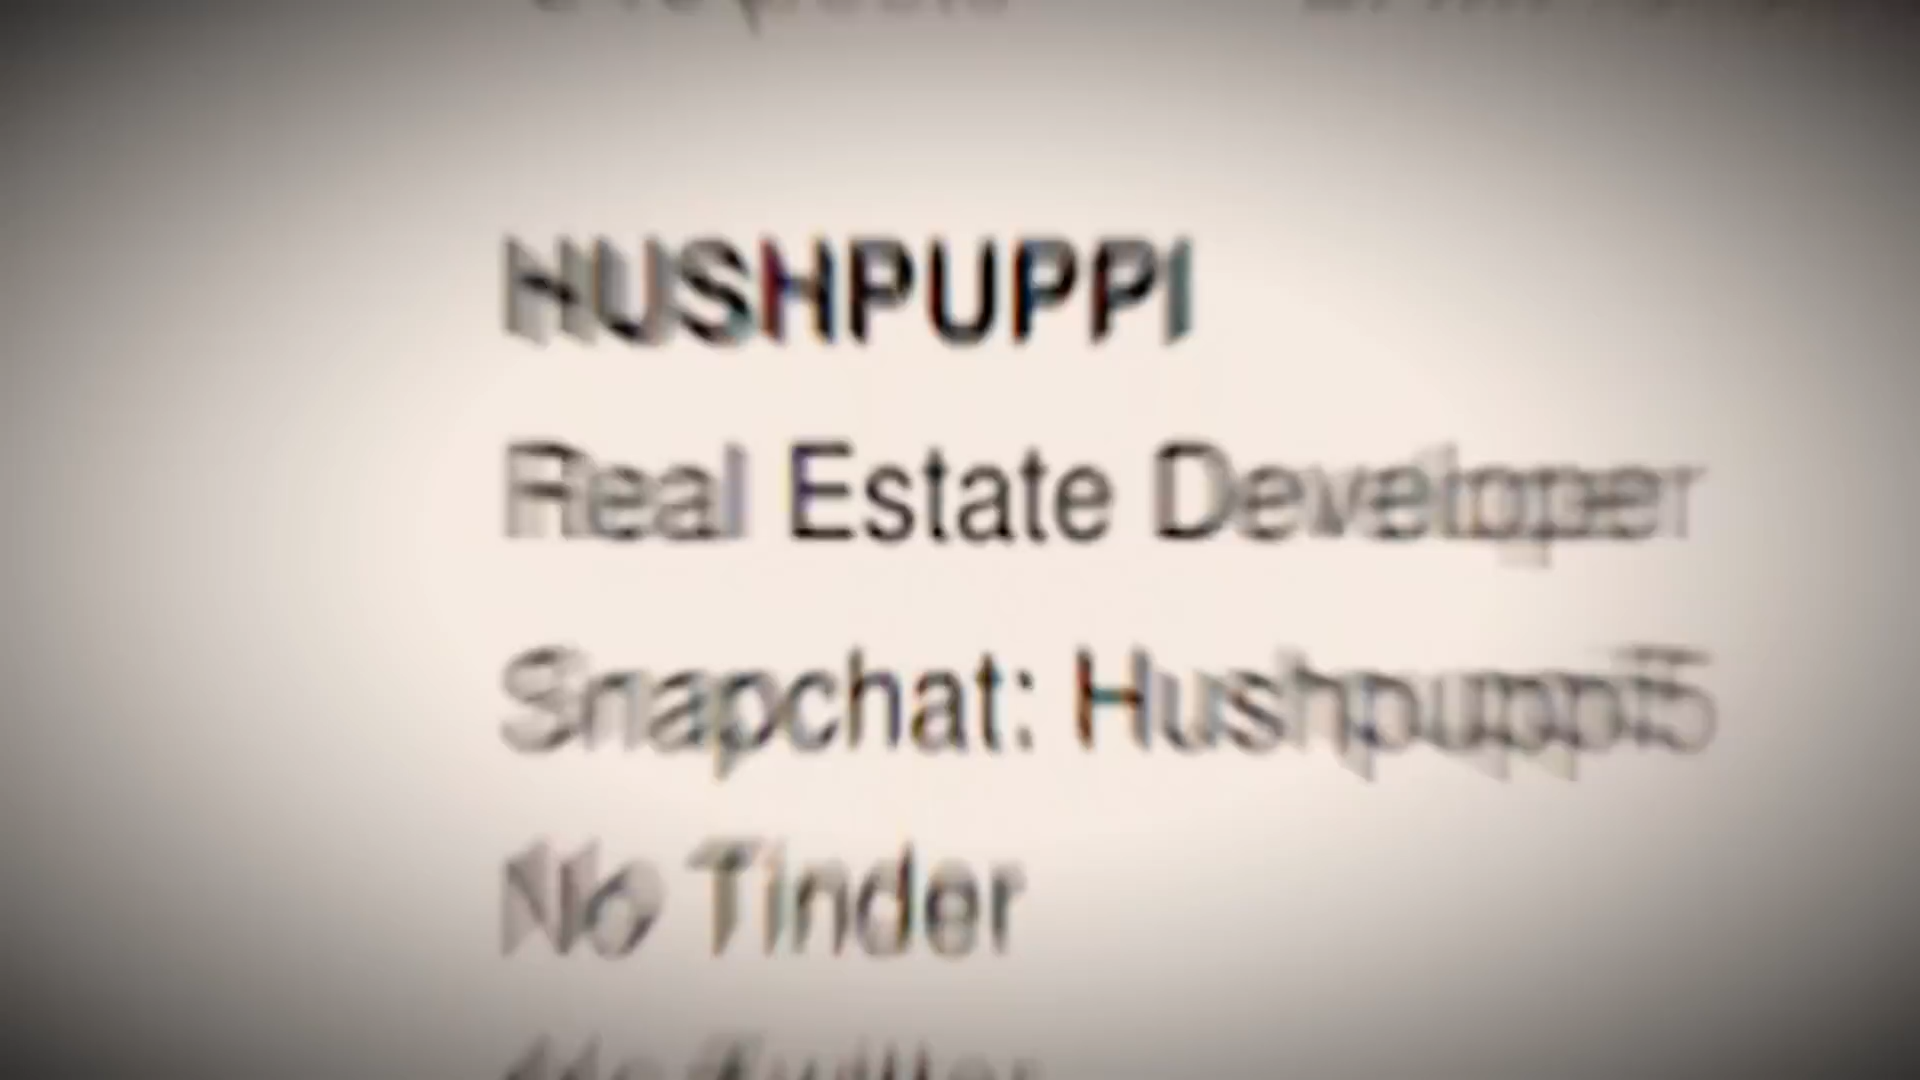 HUSHPUPPI
Real Estate Developer
Snapchat: Hushpuppi5
No Tinder